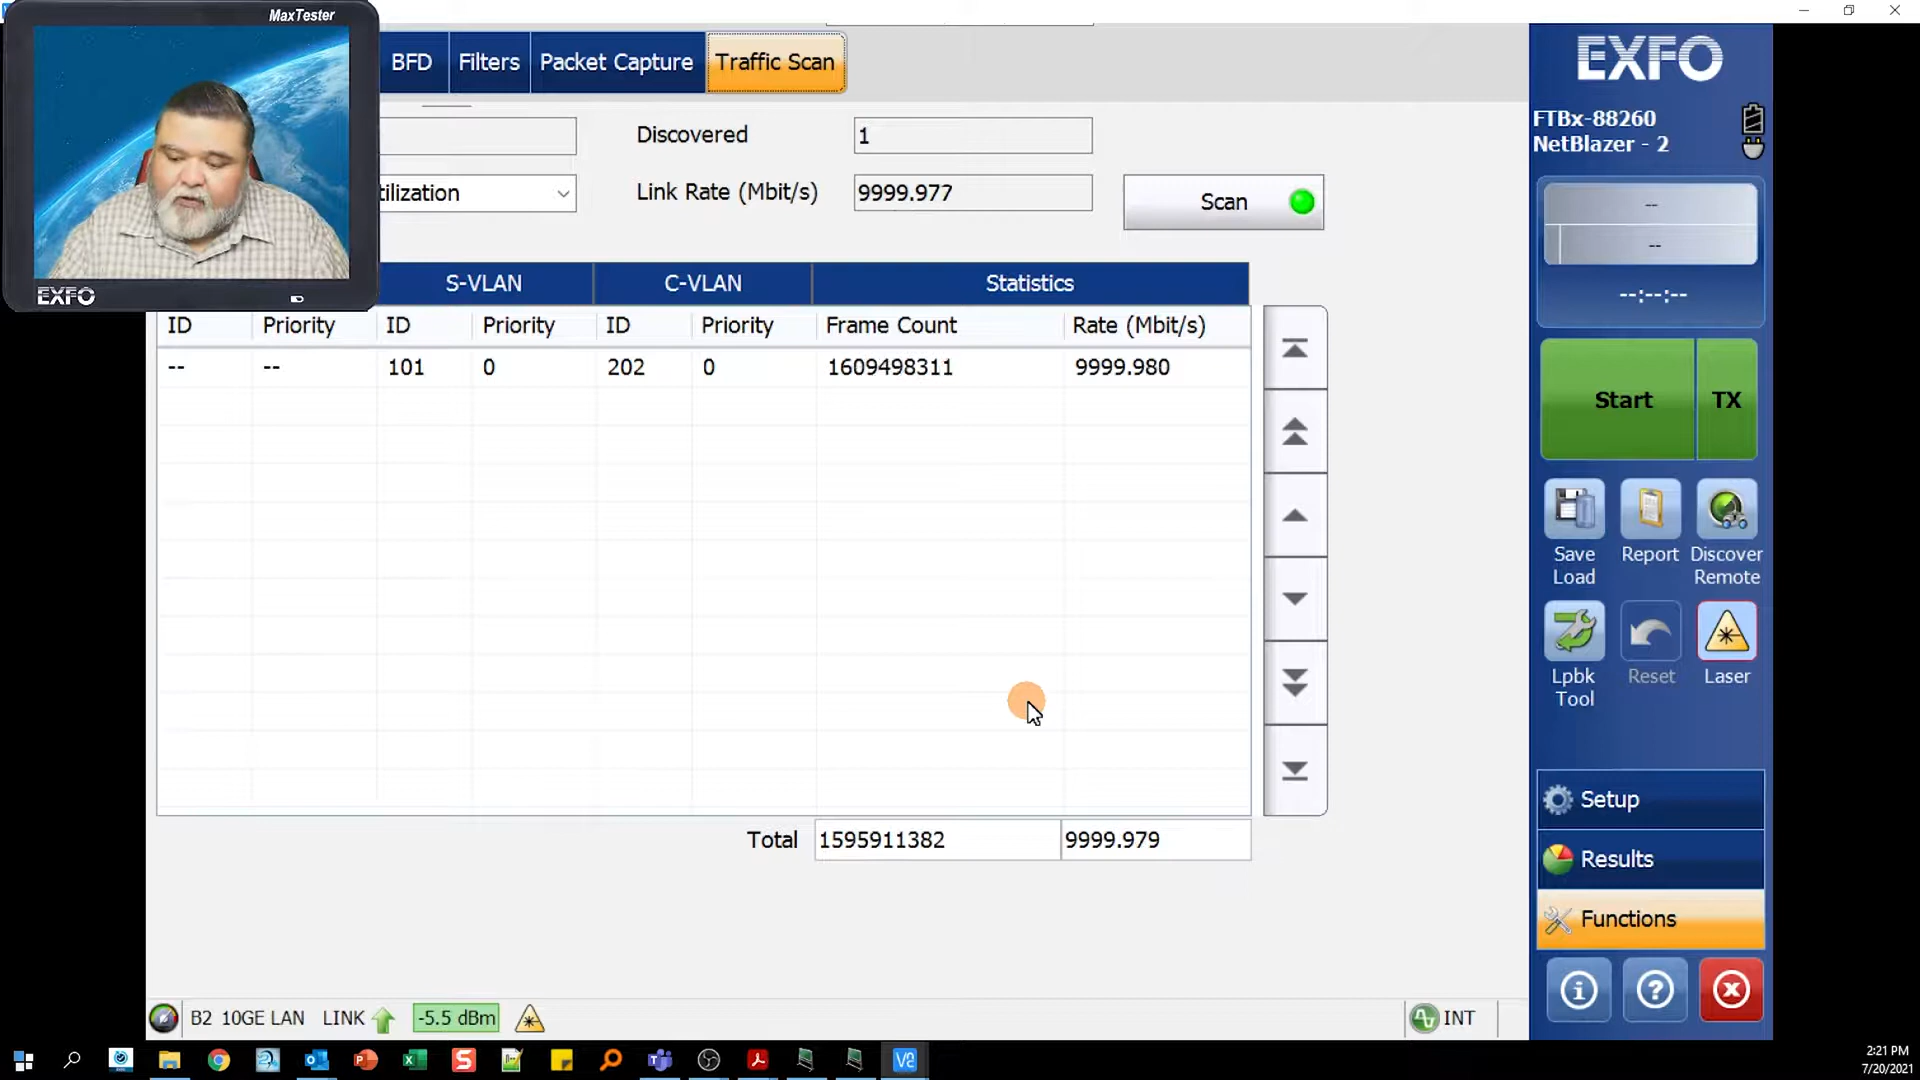 MaxTester
EXFO
BFD
Filters
Packet Capture
Traffic Scan
Discovered
1
tilization
Link Rate (Mbit/s)
9999.977
Scan
S-VLAN
C-VLAN
Statistics
ID Priority ID Priority ID Priority Frame Count Rate (Mbit/s)
-- -- 101 0 202 0 1609498311 9999.980
Total 1595911382 9999.979
EXFO
FTBx-88260
NetBlazer - 2
--
--
--:--:--
Start
TX
Save
Load
Report
Discover
Remote
Lpbk
Tool
Reset
Laser
Setup
Results
Functions
B2 10GE LAN LINK -5.5 dBm
INT
2:21 PM
7/20/2021